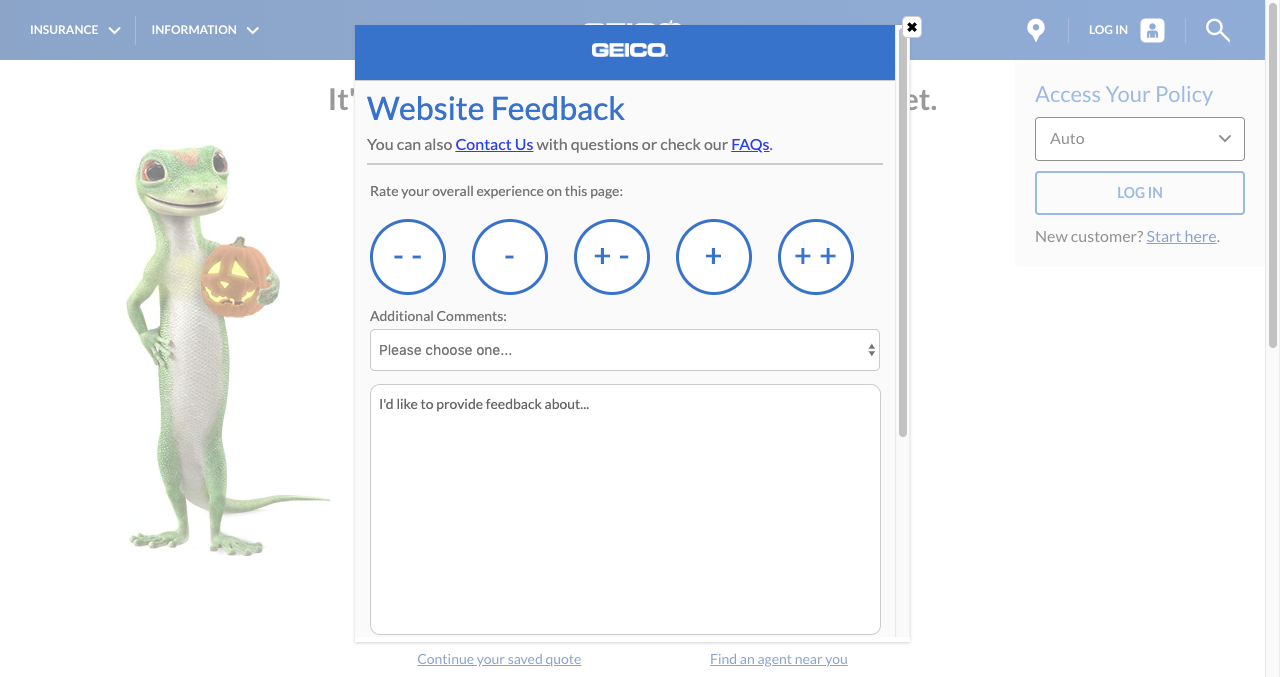 INSURANCE
INFORMATION
LOG IN
GEICO
Website Feedback
You can also Contact Us with questions or check our FAQs.
Rate your overall experience on this page:
- -
-
+ -
+
+ +
Additional Comments:
Please choose one...
I'd like to provide feedback about...
It'
et.
Access Your Policy
Auto
LOG IN
New customer? Start here.
Continue your saved quote
Find an agent near you